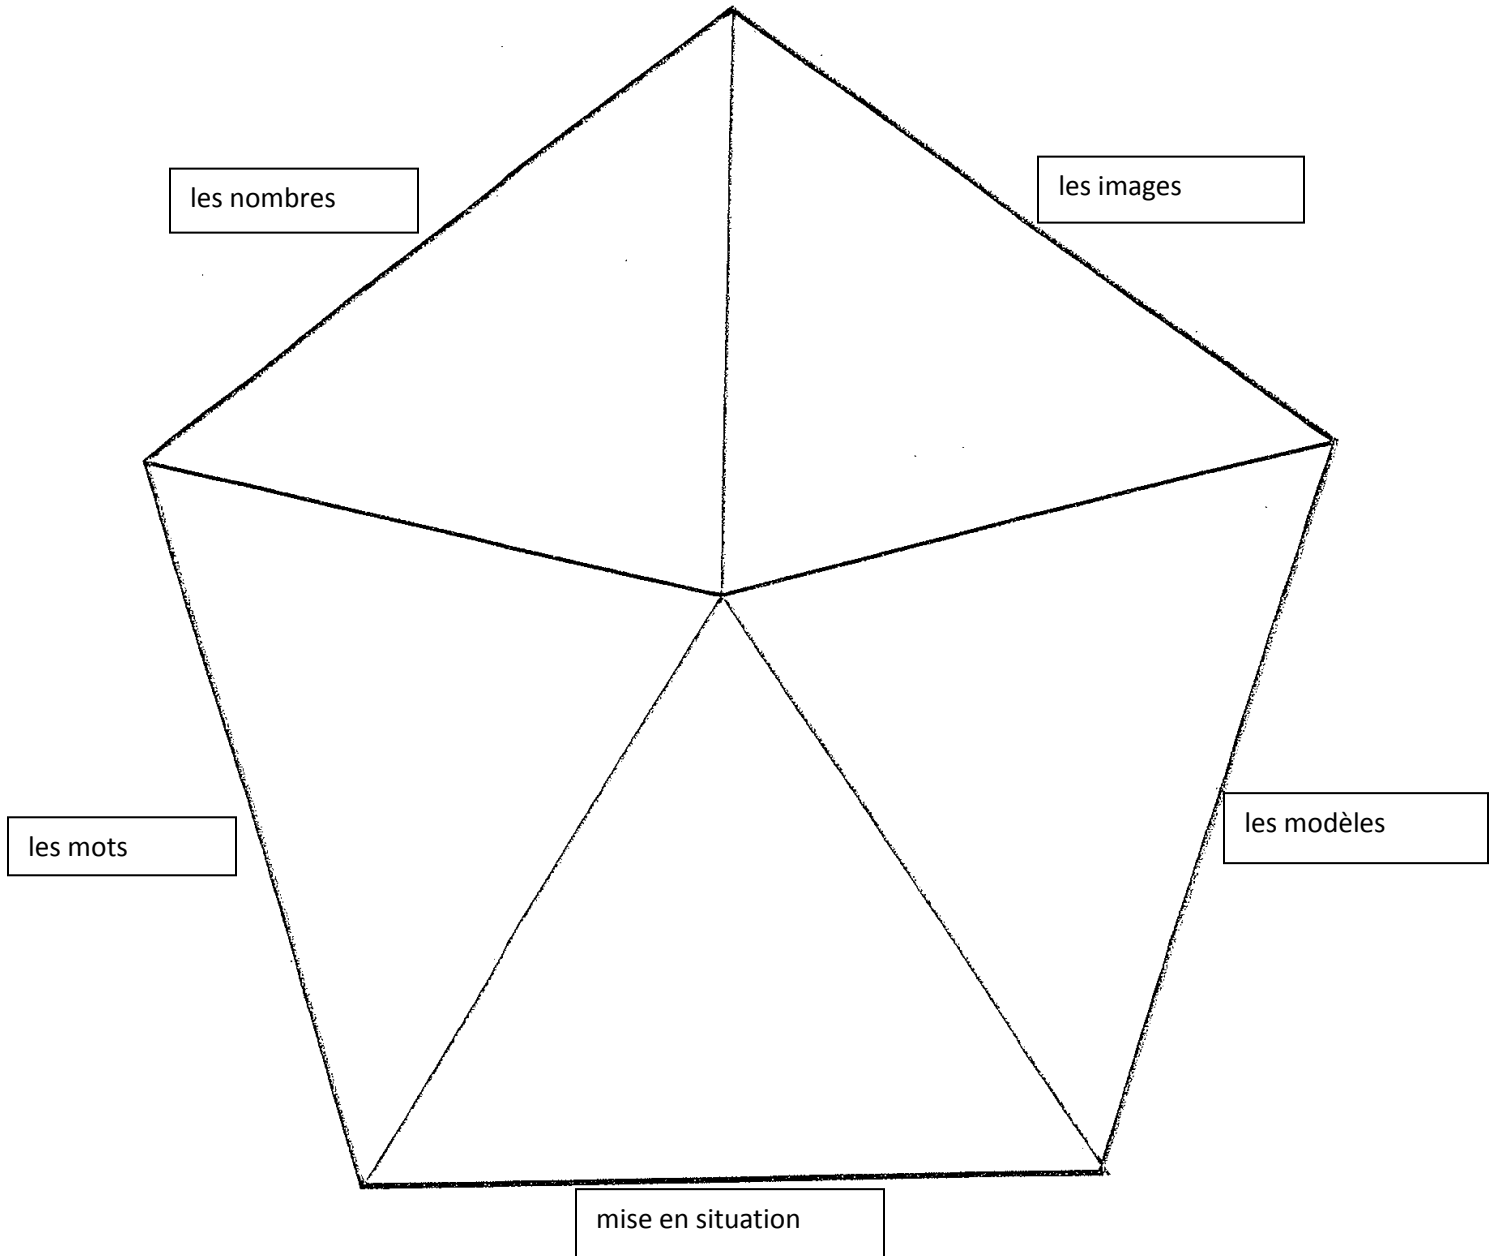 les nombres
les images
les mots
les modèles
mise en situation